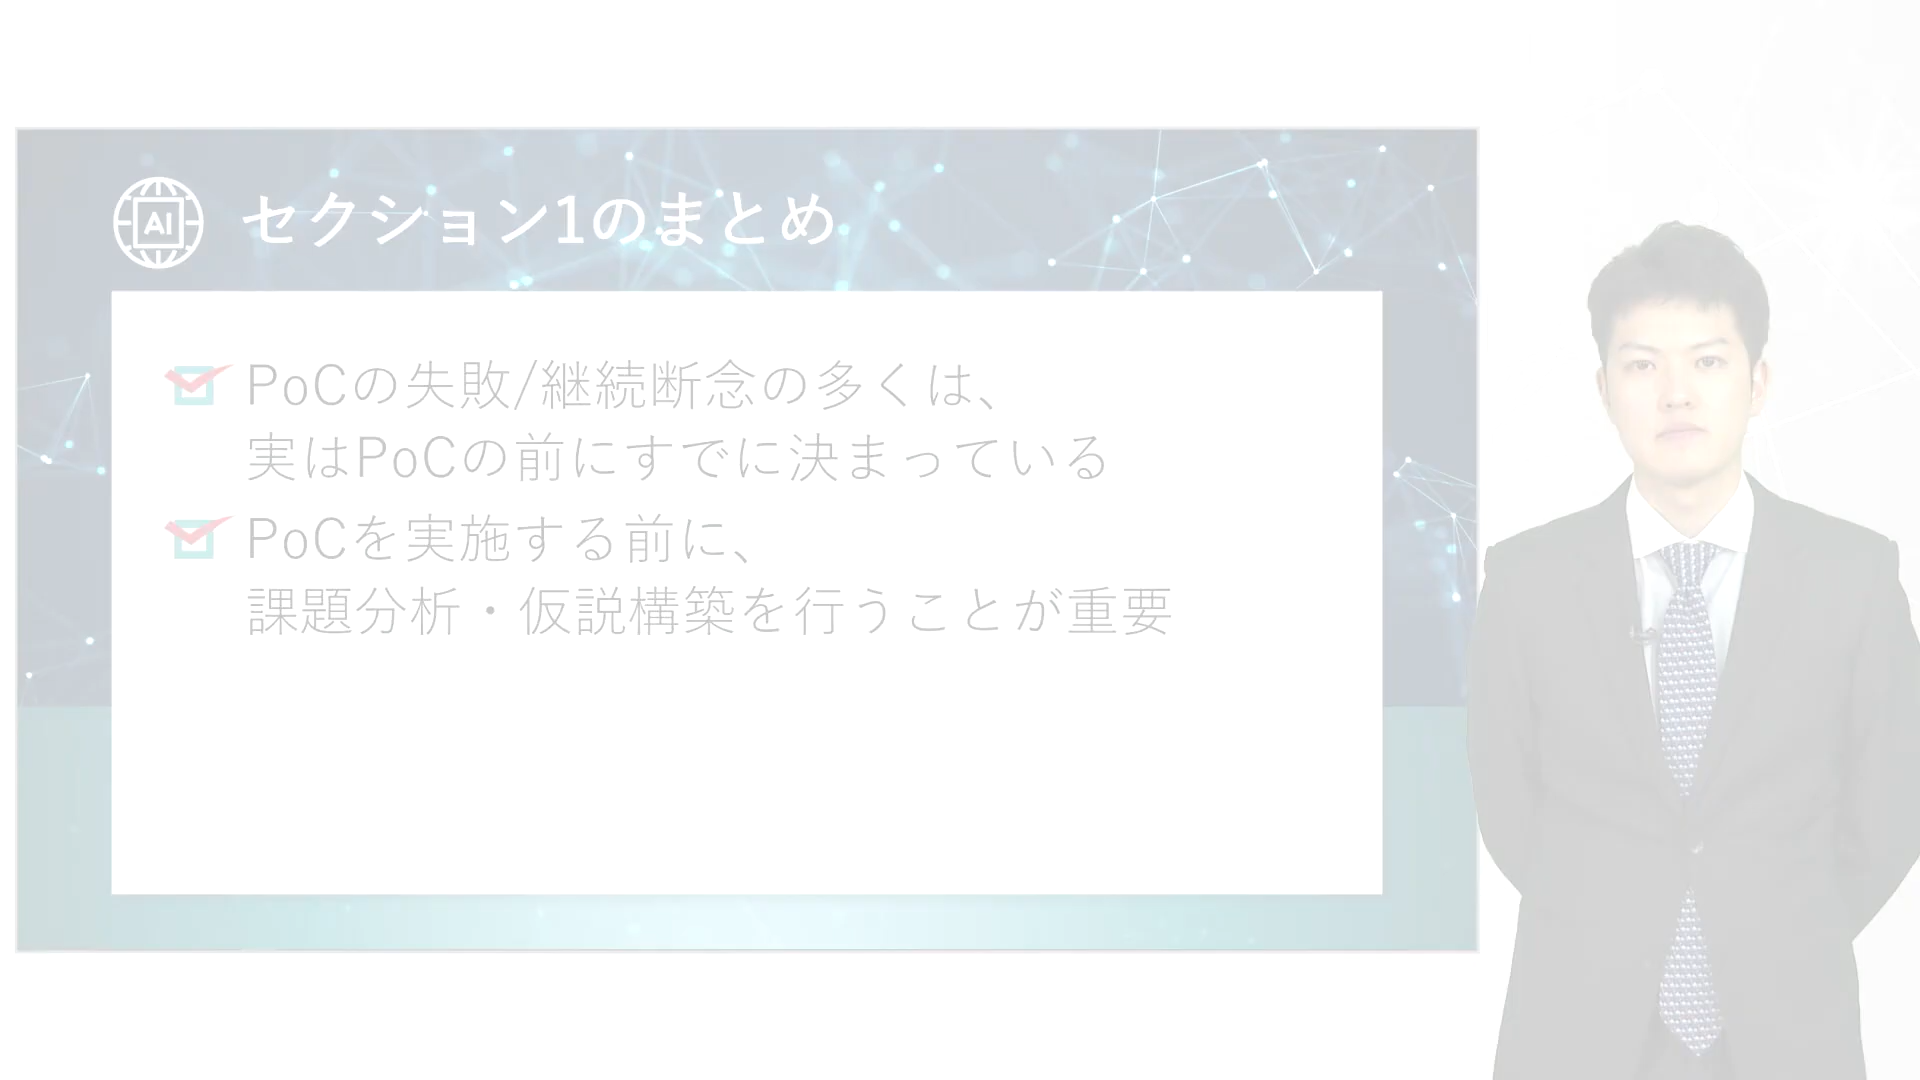 AI
セクション1のまとめ
PoCの失敗/継続断念の多くは、
実はPoCの前にすでに決まっている
PoCを実施する前に、
課題分析・仮説構築を行うことが重要